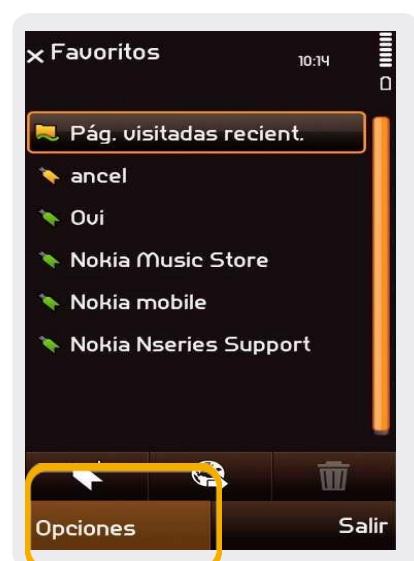 Favoritos
10:14
Pág. visitadas recient.
ancel
Ovi
Nokia Music Store
Nokia mobile
Nokia Nseries Support
Opciones
Salir